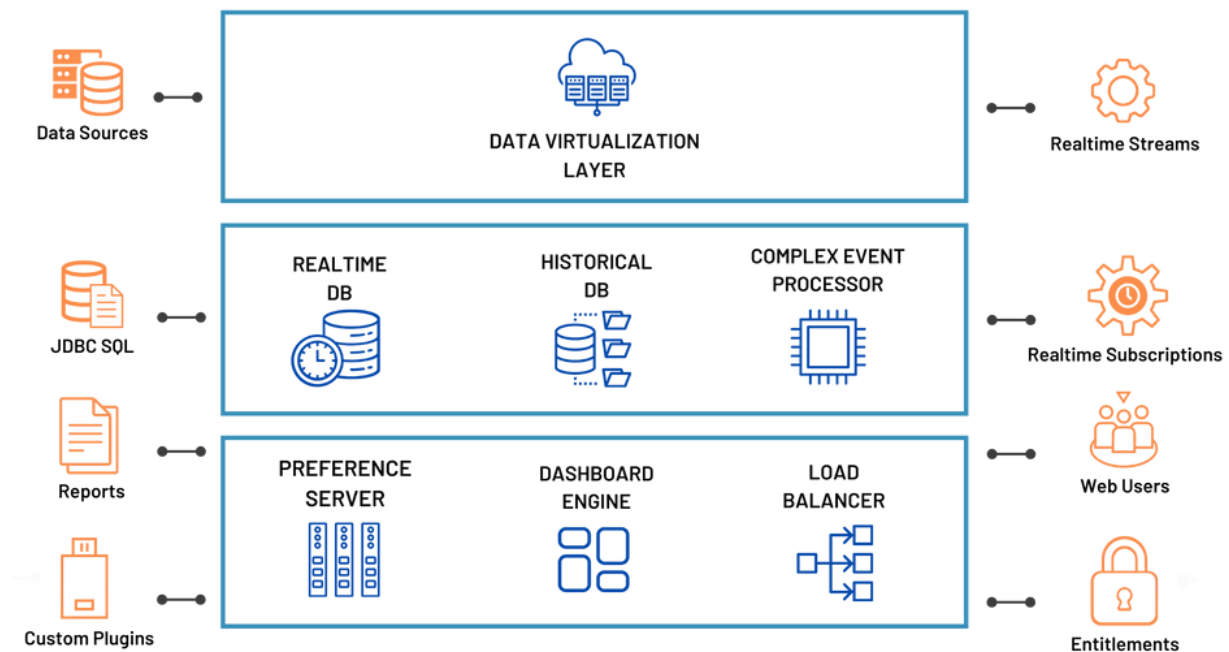 Data Sources
DATA VIRTUALIZATION
LAYER
Realtime Streams
JDBC SQL
REALTIME
DB
HISTORICAL
DB
COMPLEX EVENT
PROCESSOR
Realtime Subscriptions
Reports
PREFERENCE
SERVER
DASHBOARD
ENGINE
LOAD
BALANCER
Web Users
Custom Plugins
Entitlements